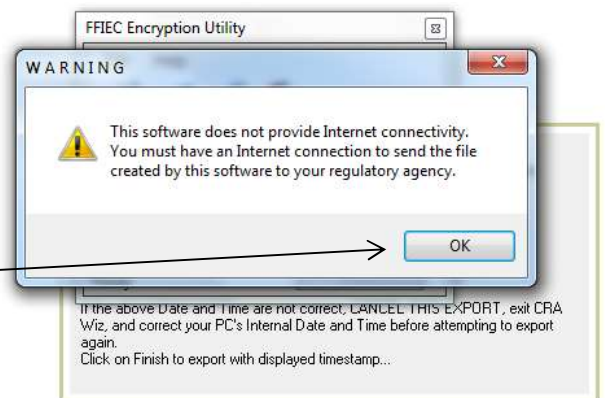 FFIEC Encryption Utility
WARNING
This software does not provide Internet connectivity.
You must have an Internet connection to send the file
created by this software to your regulatory agency.
OK
If the above Date and Time are not correct, CANCEL THIS EXPORT, exit CRA
Wiz, and correct your PC's Internal Date and Time before attempting to export
again.
Click on Finish to export with displayed timestamp...